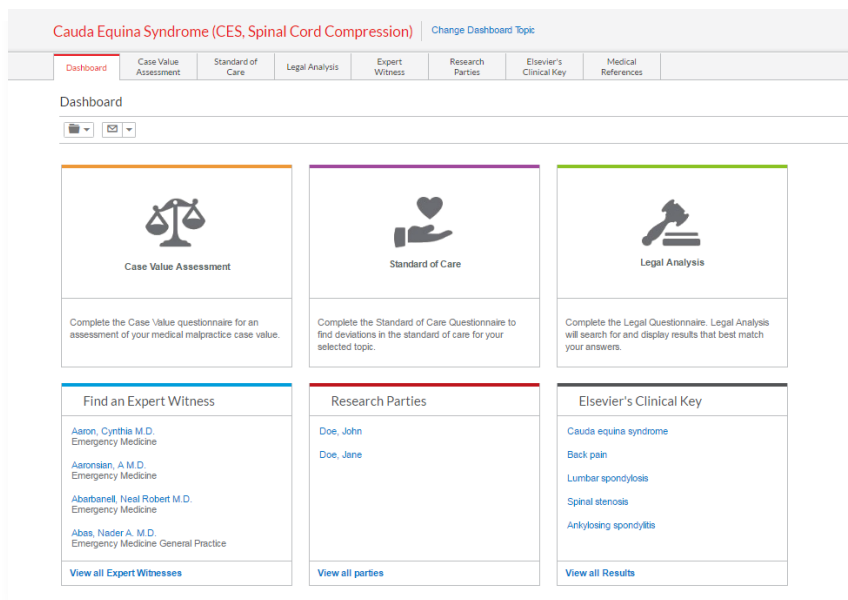 Cauda Equina Syndrome (CES, Spinal Cord Compression)
Change Dashboard Topic
Dashboard
Case Value
Assessment
Standard of
Care
Legal Analysis
Expert
Witness
Research
Parties
Elsevier's
Clinical Key
Medical
References
Dashboard
Case Value Assessment
Complete the Case Value questionnaire for an
assessment of your medical malpractice case value.
Standard of Care
Complete the Standard of Care Questionnaire to
find deviations in the standard of care for your
selected topic.
Legal Analysis
Complete the Legal Questionnaire. Legal Analysis
will search for and display results that best match
your answers.
Find an Expert Witness
Aaron, Cynthia M.D.
Emergency Medicine
Aaronsian, A M.D.
Emergency Medicine
Abarbanell, Neal Robert M.D.
Emergency Medicine
Abas, Nader A. M.D.
Emergency Medicine General Practice
View all Expert Witnesses
Research Parties
Doe, John
Doe, Jane
View all parties
Elsevier's Clinical Key
Cauda equina syndrome
Back pain
Lumbar spondylosis
Spinal stenosis
Ankylosing spondylitis
View all Results